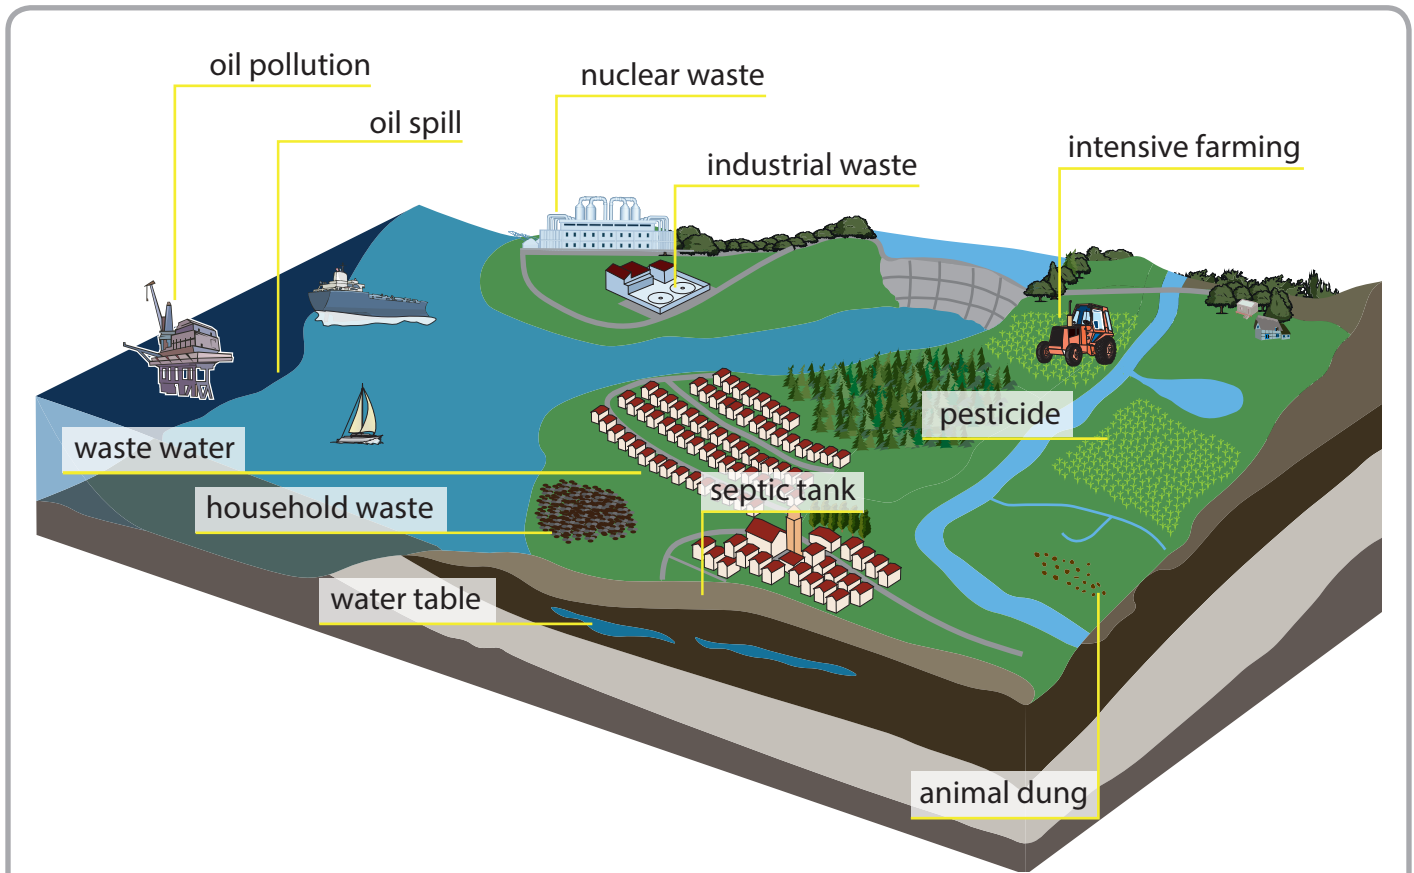 oil pollution
nuclear waste
oil spill
intensive farming
industrial waste
pesticide
waste water
septic tank
household waste
water table
animal dung